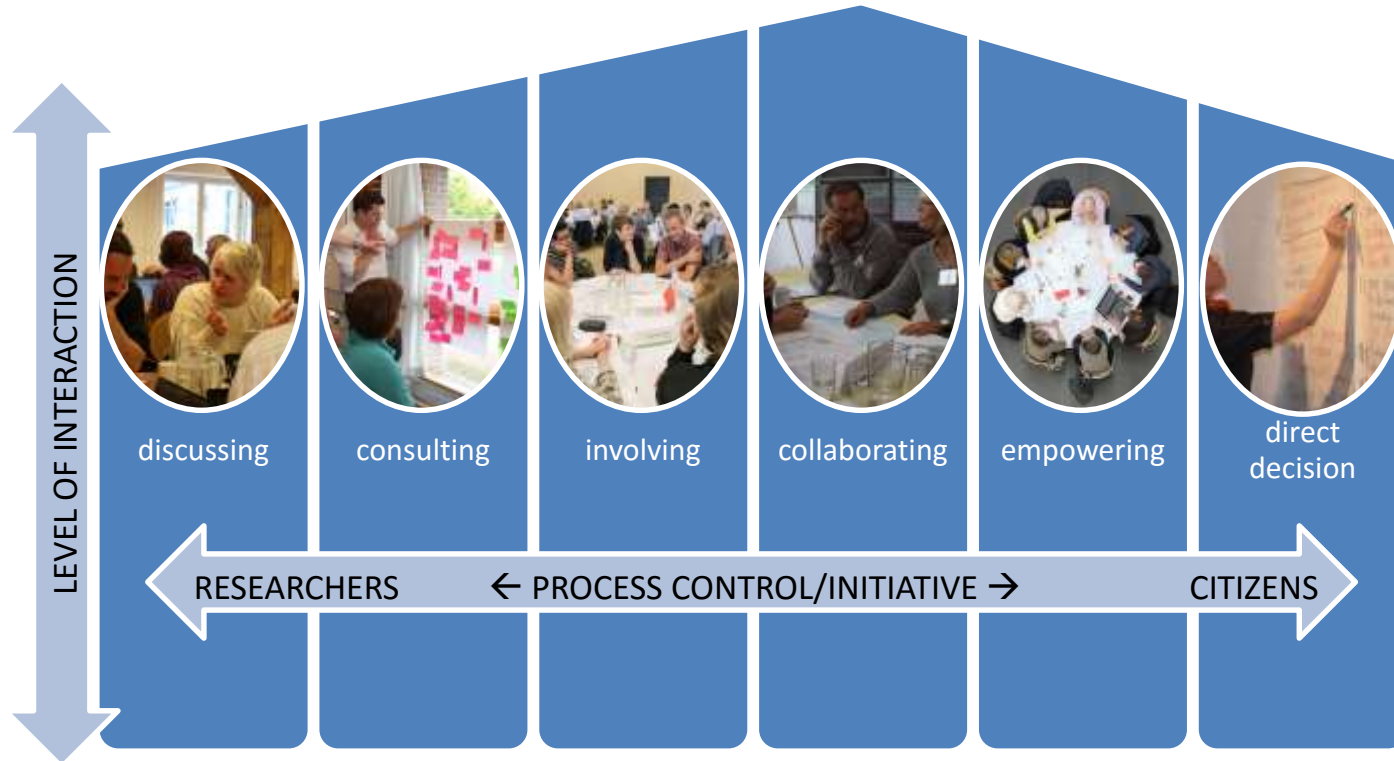 LEVEL OF INTERACTION
discussing
consulting
involving
collaborating
empowering
direct
decision
RESEARCHERS
← PROCESS CONTROL/INITIATIVE →
CITIZENS